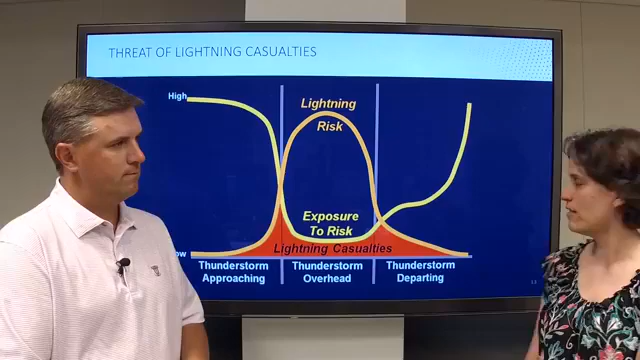 THREAT OF LIGHTNING CASUALTIES
High
Lightning
Risk
Exposure
To Risk
Lightning Casualties
Thunderstorm
Approaching
Thunderstorm
Overhead
Thunderstorm
Departing